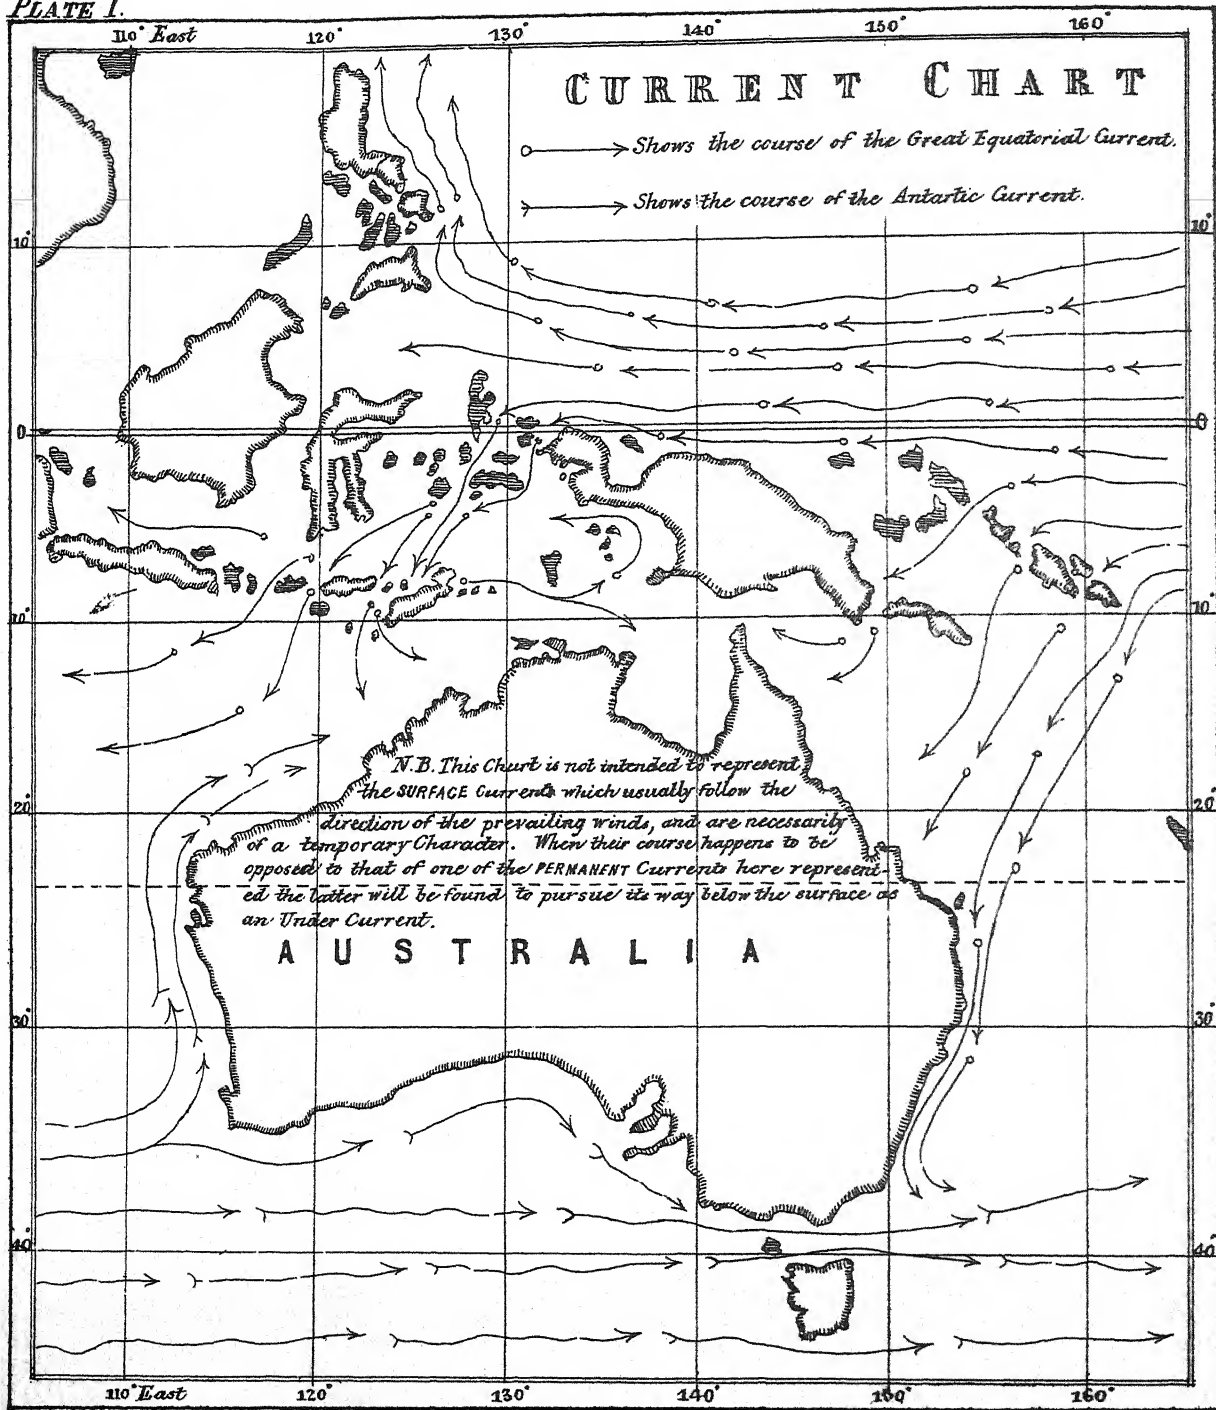 PLATE I.
110° East 120° 130° 140° 150° 160°
CURRENT CHART
Shows the course of the Great Equatorial Current.
Shows the course of the Antartic Current.
10° 10°
0 0
10° 10°
N.B. This Chart is not intended to represent
the SURFACE Currents which usually follow the
20° 20°
direction of the prevailing winds, and are necessarily
of a temporary Character. When their course happens to be
opposed to that of one of the PERMANENT Currents here represent-
ed the latter will be found to pursue its way below the surface as
an Under Current.
AUSTRALIA
30° 30°
40° 40°
110° East 120° 130° 140° 150° 160°